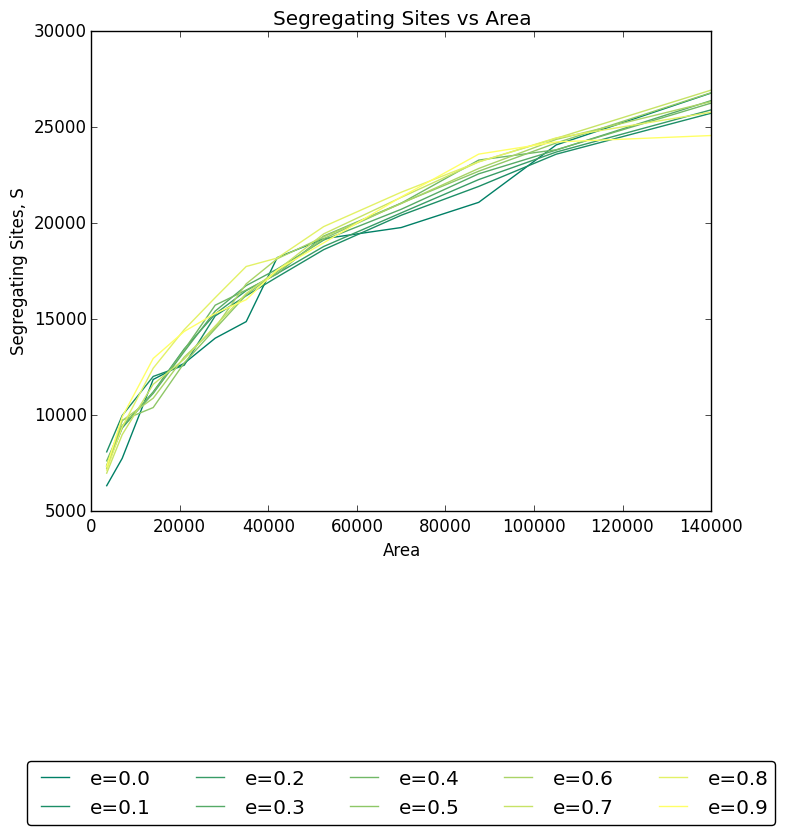 Segregating Sites vs Area
30000
25000
20000
15000
10000
5000
Segregating Sites, S
0 20000 40000 60000 80000 100000 120000 140000
Area
e=0.0 e=0.2 e=0.4 e=0.6 e=0.8
e=0.1 e=0.3 e=0.5 e=0.7 e=0.9